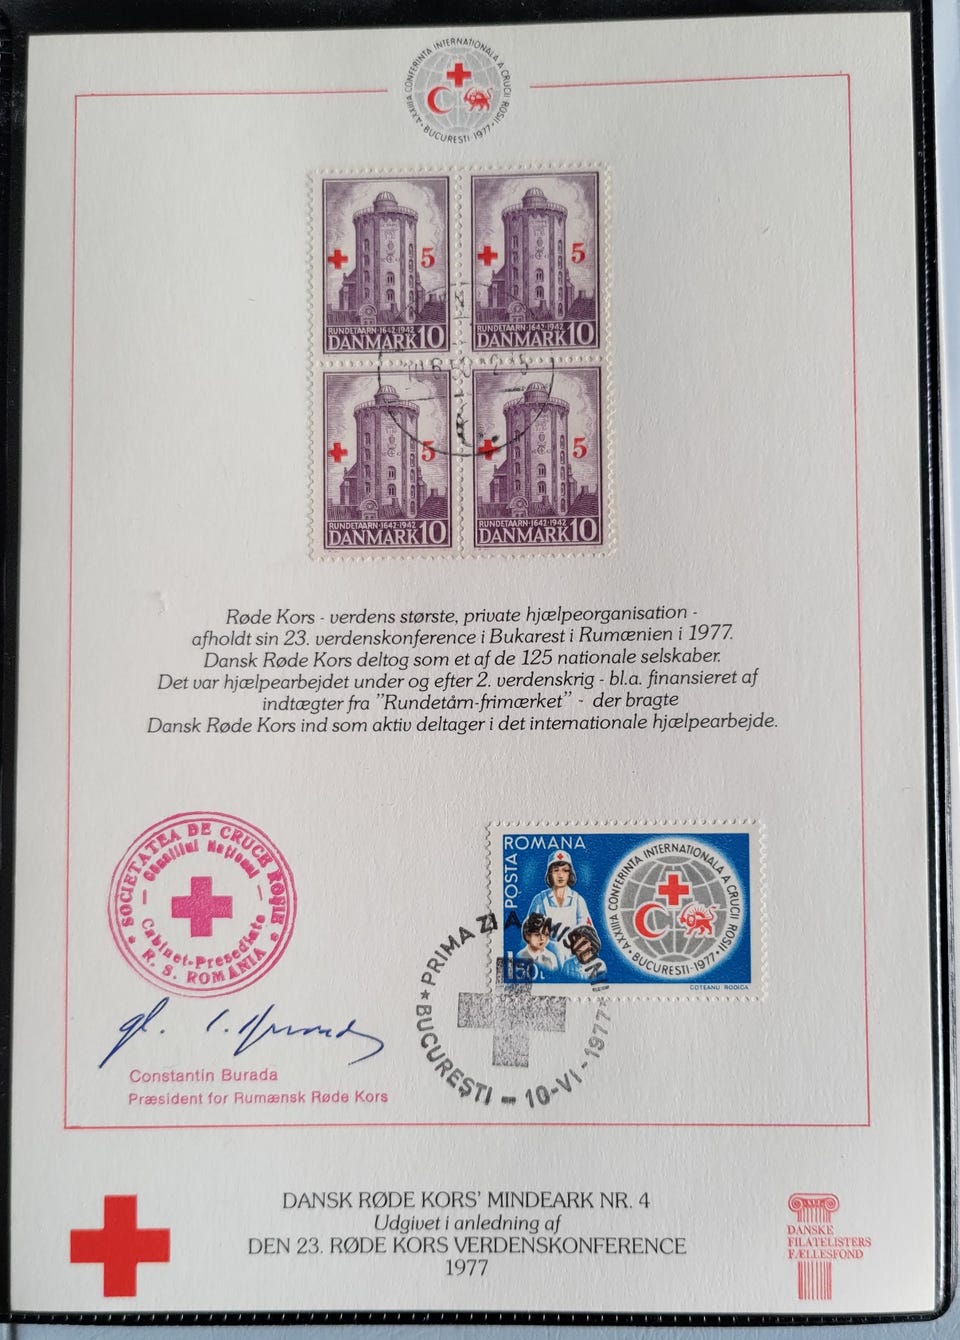 A XXIIIA CONFERINTA INTERNATIONALA A CRUCII ROSII
BUCURESTI 1977
5
5
RUNDETAARN·1642·1942
DANMARK 10
RUNDETAARN·1642·1942
DANMARK 10
5
5
RUNDETAARN·1642·1942
DANMARK 10
RUNDETAARN·1642·1942
DANMARK 10
Røde Kors - verdens største, private hjælpeorganisation -
afholdt sin 23. verdenskonference i Bukarest i Rumænien i 1977.
Dansk Røde Kors deltog som et af de 125 nationale selskaber.
Det var hjælpearbejdet under og efter 2. verdenskrig - bl.a. finansieret af
indtægter fra "Rundetårn-frimærket" - der bragte
Dansk Røde Kors ind som aktiv deltager i det internationale hjælpearbejde.
SOCIETATEA DE CRUCE ROȘIE
Consiliul National
Cabinet-Presedinte
R. S. ROMANIA
POSTA ROMANA
A XXIIIA CONFERINTA INTERNATIONALA A CRUCII ROSII
BUCURESTI·1977
1,50 L
COTEANU RODICA
PRIMA ZI A EMISIUNII
BUCUREȘTI - 10-VI-1977
Constantin Burada
Præsident for Rumænsk Røde Kors
DANSK RØDE KORS' MINDEARK NR. 4
Udgivet i anledning af
DEN 23. RØDE KORS VERDENSKONFERENCE
1977
DANSKE
FILATELISTERS
FÆLLESFOND